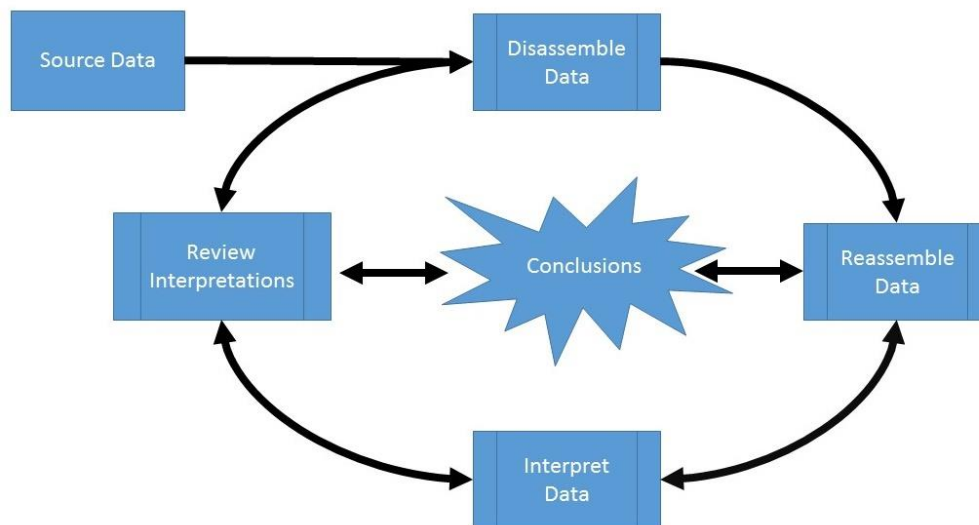 Source Data
Disassemble
Data
Review
Interpretations
Conclusions
Reassemble
Data
Interpret
Data